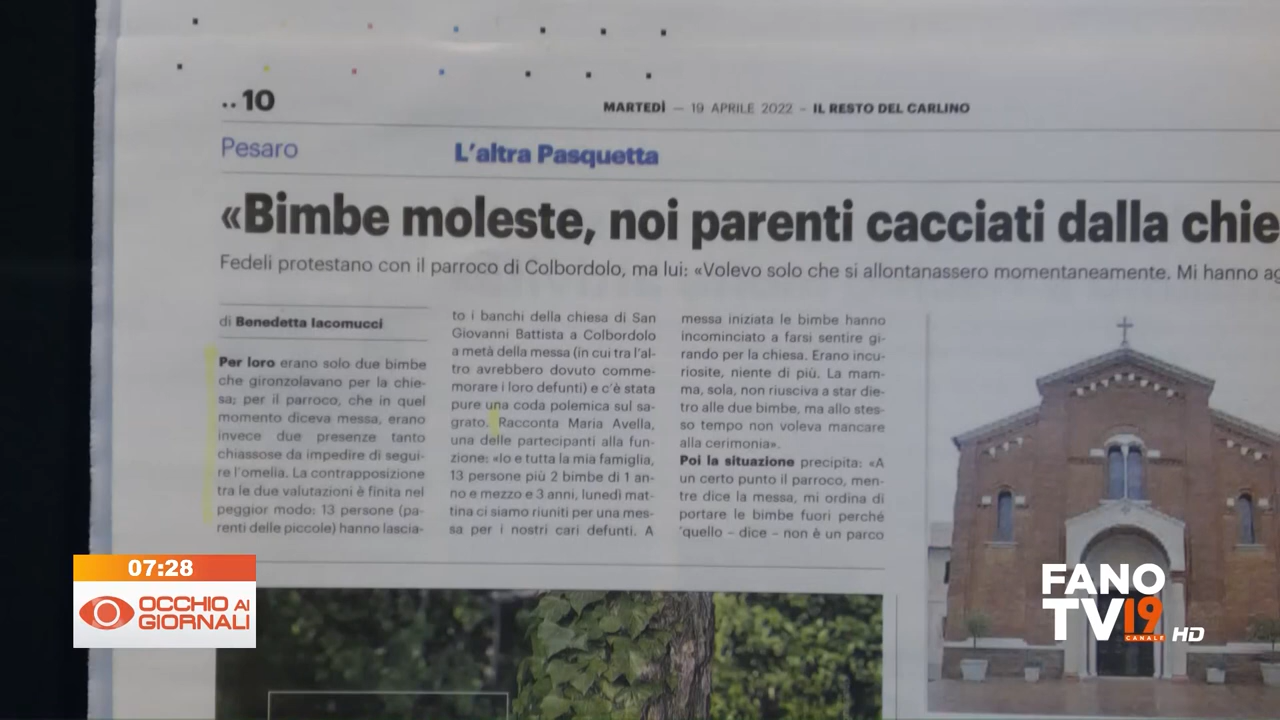 ..10
MARTEDÌ — 19 APRILE 2022 – IL RESTO DEL CARLINO
Pesaro
L'altra Pasquetta
«Bimbe moleste, noi parenti cacciati dalla chie
Fedeli protestano con il parroco di Colbordolo, ma lui: «Volevo solo che si allontanassero momentaneamente. Mi hanno ag
di Benedetta Iacomucci
Per loro erano solo due bimbe
che gironzolavano per la chie-
sa; per il parroco, che in quel
momento diceva messa, erano
invece due presenze tanto
chiassose da impedire di segui-
re l'omelia. La contrapposizione
tra le due valutazioni è finita nel
peggior modo: 13 persone (pa-
renti delle piccole) hanno lascia-
to i banchi della chiesa di San
Giovanni Battista a Colbordolo
a metà della messa (in cui tra l'al-
tro avrebbero dovuto comme-
morare i loro defunti) e c'è stata
pure una coda polemica sul sa-
grato. Racconta Maria Avella,
una delle partecipanti alla fun-
zione: «Io e tutta la mia famiglia,
13 persone più 2 bimbe di 1 an-
no e mezzo e 3 anni, lunedì mat-
tina ci siamo riuniti per una mes-
sa per i nostri cari defunti. A
messa iniziata le bimbe hanno
incominciato a farsi sentire gi-
rando per la chiesa. Erano incu-
riosite, niente di più. La mam-
ma, sola, non riusciva a star die-
tro alle due bimbe, ma allo stes-
so tempo non voleva mancare
alla cerimonia».
Poi la situazione precipita: «A
un certo punto il parroco, men-
tre dice la messa, mi ordina di
portare le bimbe fuori perché
'quello – dice – non è un parco
07:28
OCCHIO AI
GIORNALI
FANO
TV19
CANALE
HD